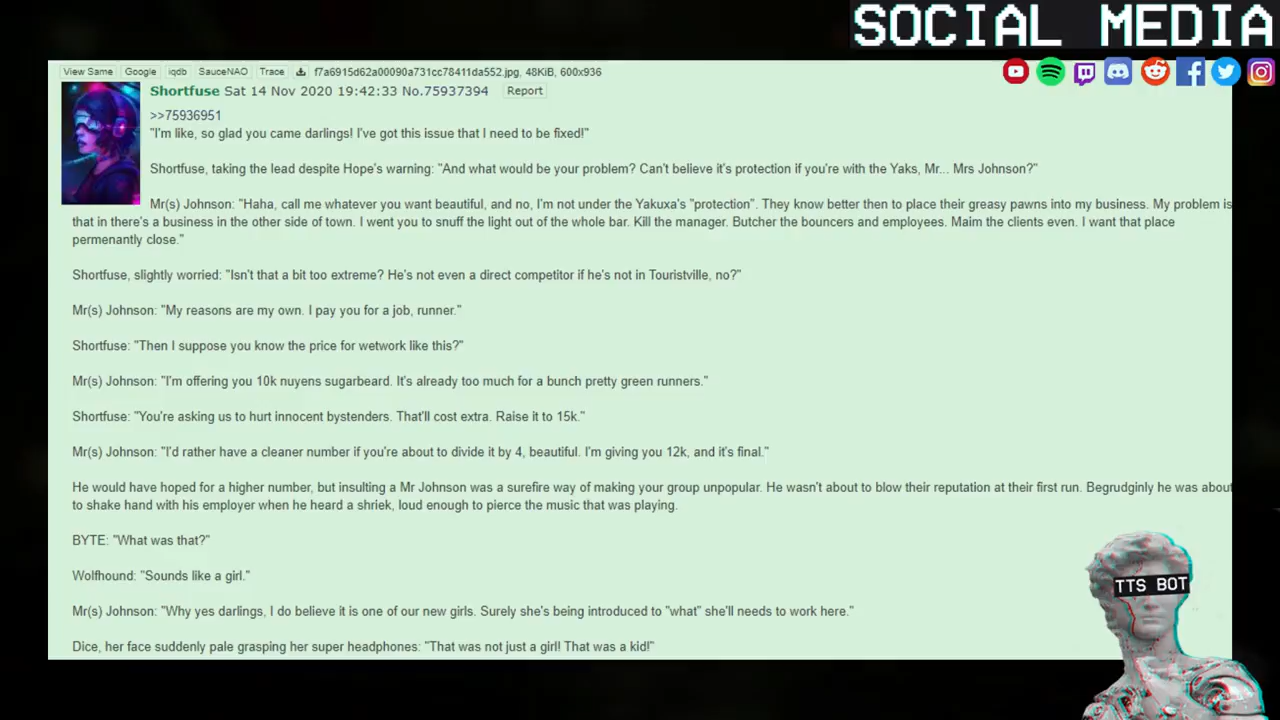 SOCIAL MEDIA
View Same Google iqdb SauceNAO Trace f7a6915d62a00090a731cc78411da552.jpg, 48KiB, 600x936
Shortfuse Sat 14 Nov 2020 19:42:33 No.75937394 Report
>>75936951
"I'm like, so glad you came darlings! I've got this issue that I need to be fixed!"
Shortfuse, taking the lead despite Hope's warning: "And what would be your problem? Can't believe it's protection if you're with the Yaks, Mr... Mrs Johnson?"
Mr(s) Johnson: "Haha, call me whatever you want beautiful, and no, I'm not under the Yakuxa's "protection". They know better then to place their greasy pawns into my business. My problem is
that in there's a business in the other side of town. I went you to snuff the light out of the whole bar. Kill the manager. Butcher the bouncers and employees. Maim the clients even. I want that place
permenantly close."
Shortfuse, slightly worried: "Isn't that a bit too extreme? He's not even a direct competitor if he's not in Touristville, no?"
Mr(s) Johnson: "My reasons are my own. I pay you for a job, runner."
Shortfuse: "Then I suppose you know the price for wetwork like this?"
Mr(s) Johnson: "I'm offering you 10k nuyens sugarbeard. It's already too much for a bunch pretty green runners."
Shortfuse: "You're asking us to hurt innocent bystenders. That'll cost extra. Raise it to 15k."
Mr(s) Johnson: "I'd rather have a cleaner number if you're about to divide it by 4, beautiful. I'm giving you 12k, and it's final."
He would have hoped for a higher number, but insulting a Mr Johnson was a surefire way of making your group unpopular. He wasn't about to blow their reputation at their first run. Begrudginly he was about
to shake hand with his employer when he heard a shriek, loud enough to pierce the music that was playing.
BYTE: "What was that?"
Wolfhound: "Sounds like a girl."
Mr(s) Johnson: "Why yes darlings, I do believe it is one of our new girls. Surely she's being introduced to "what" she'll needs to work here."
Dice, her face suddenly pale grasping her super headphones: "That was not just a girl! That was a kid!"
TTS BOT